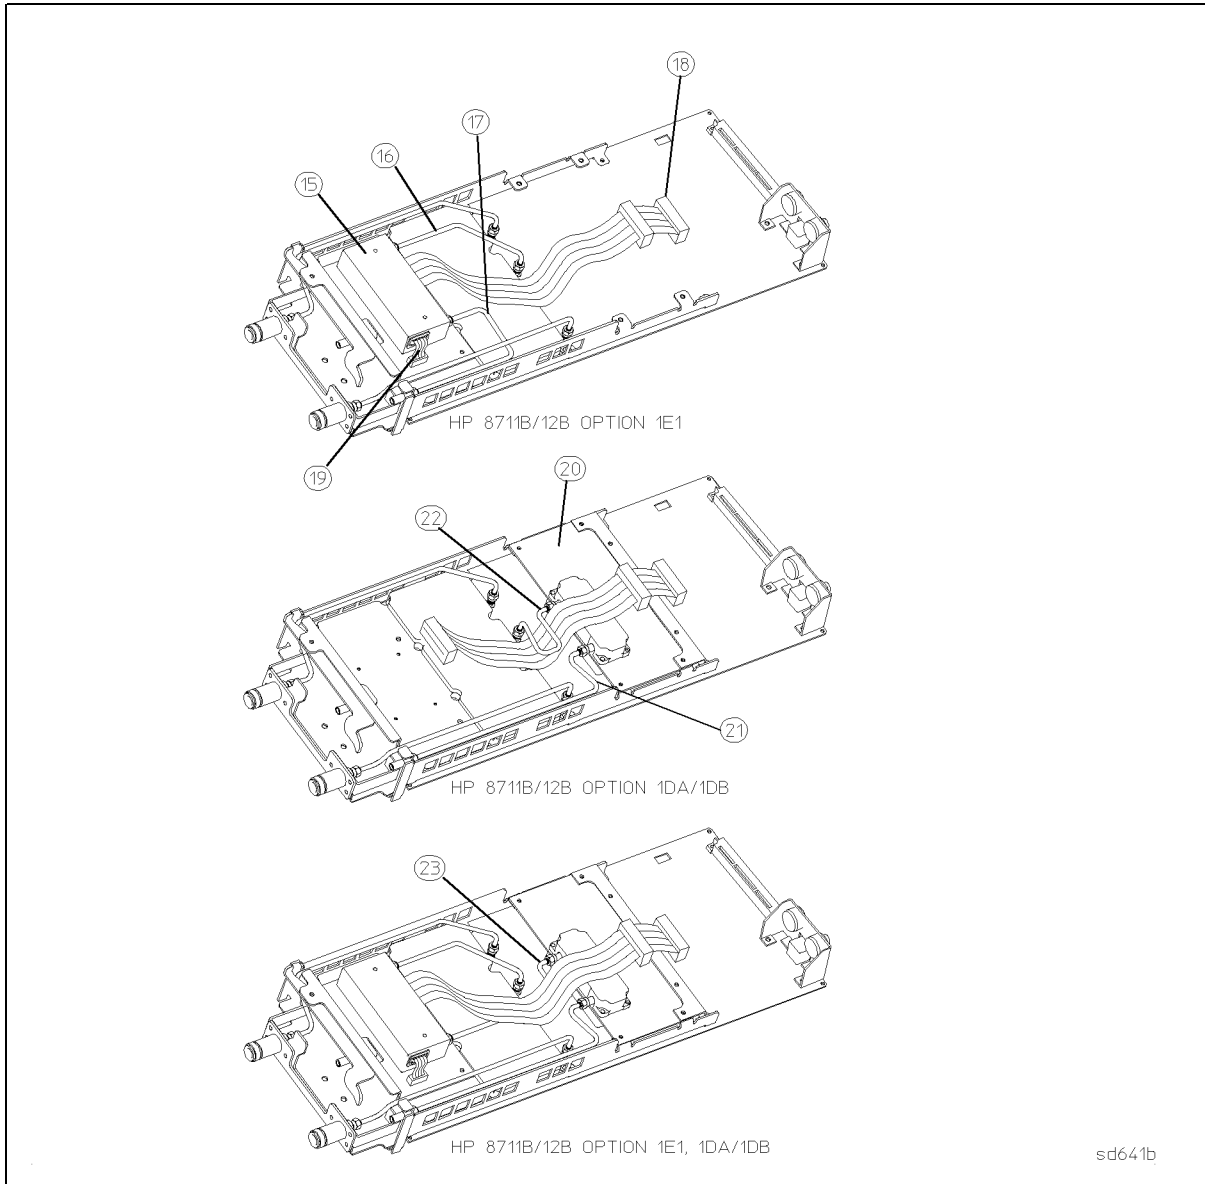 18
17
16
15
HP 8711B/12B OPTION 1E1
19
20
22
21
HP 8711B/12B OPTION 1DA/1DB
23
HP 8711B/12B OPTION 1E1, 1DA/1DB
sd641b